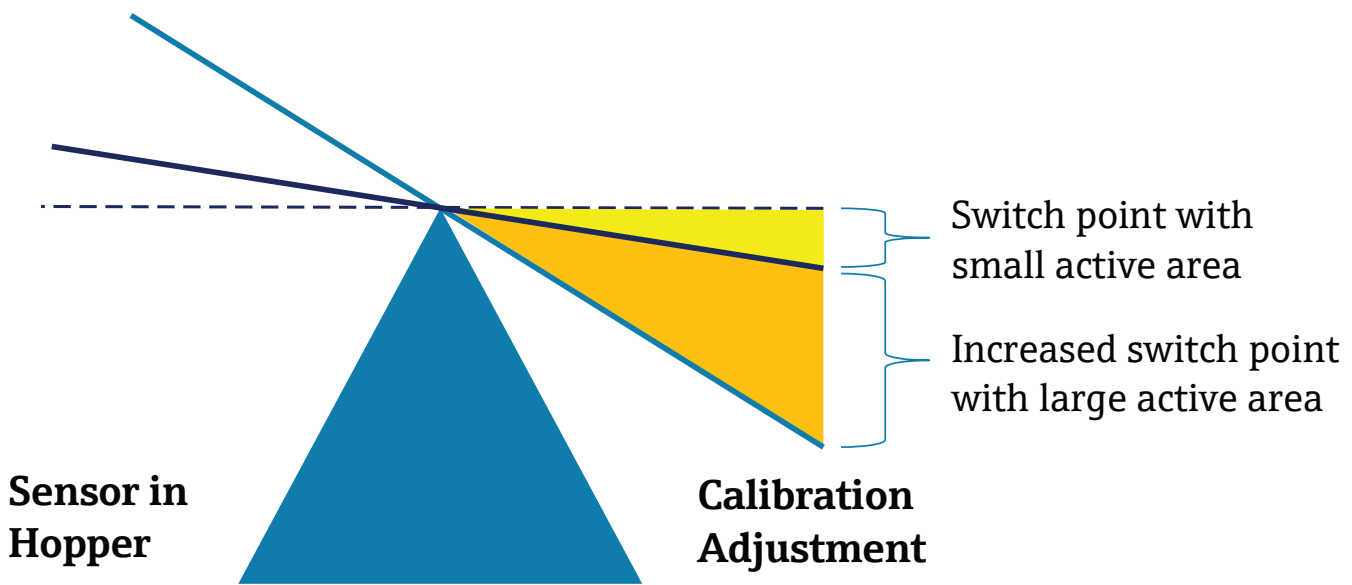 Switch point with
small active area
Increased switch point
with large active area
Sensor in
Hopper
Calibration
Adjustment